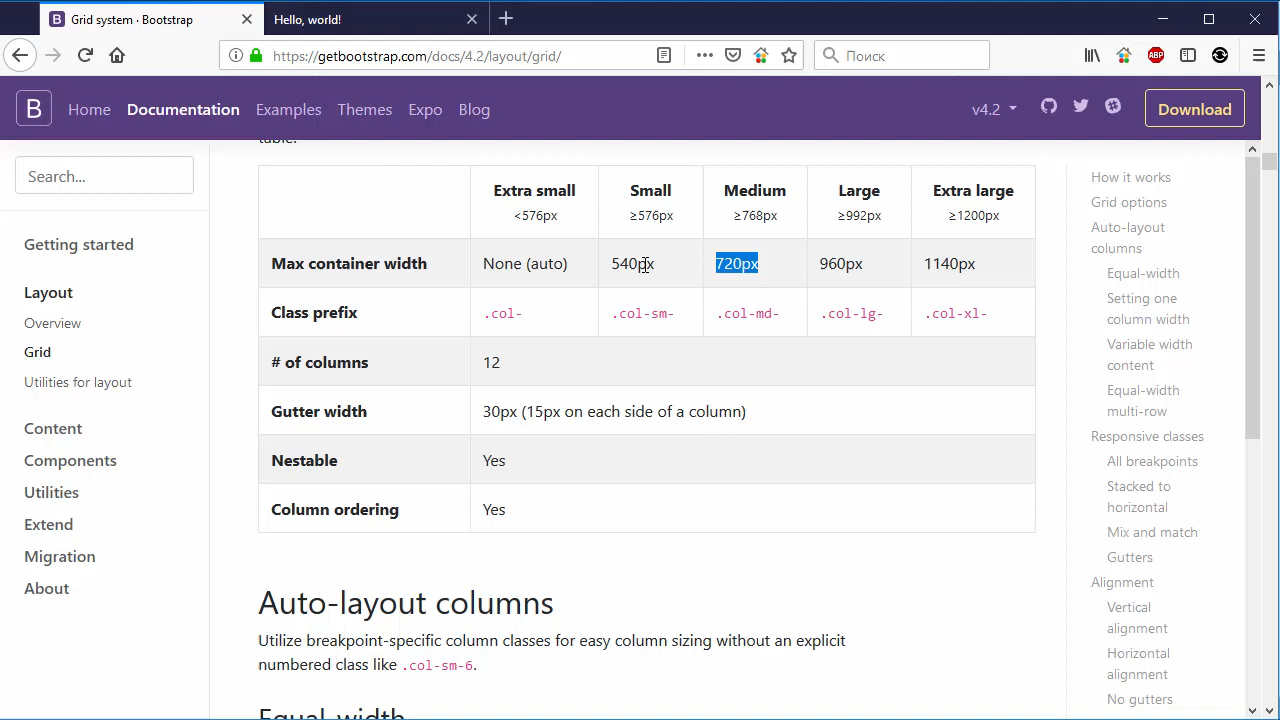 Grid system · Bootstrap
Hello, world!
https://getbootstrap.com/docs/4.2/layout/grid/
Поиск
ABP
B Home Documentation Examples Themes Expo Blog v4.2 Download
Search...
Getting started
Layout
Overview
Grid
Utilities for layout
Content
Components
Utilities
Extend
Migration
About
table.
Extra small Small Medium Large Extra large
<576px ≥576px ≥768px ≥992px ≥1200px
Max container width None (auto) 540px 720px 960px 1140px
Class prefix .col- .col-sm- .col-md- .col-lg- .col-xl-
# of columns 12
Gutter width 30px (15px on each side of a column)
Nestable Yes
Column ordering Yes
Auto-layout columns
Utilize breakpoint-specific column classes for easy column sizing without an explicit
numbered class like .col-sm-6.
Equal-width
How it works
Grid options
Auto-layout
columns
Equal-width
Setting one
column width
Variable width
content
Equal-width
multi-row
Responsive classes
All breakpoints
Stacked to
horizontal
Mix and match
Gutters
Alignment
Vertical
alignment
Horizontal
alignment
No gutters